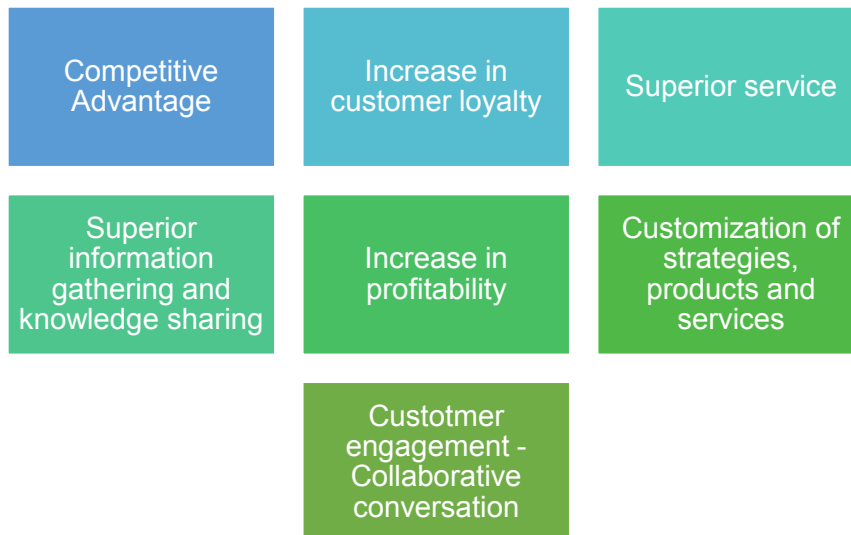 Competitive
Advantage
Increase in
customer loyalty
Superior service
Superior
information
gathering and
knowledge sharing
Increase in
profitability
Customization of
strategies,
products and
services
Custotmer
engagement -
Collaborative
conversation